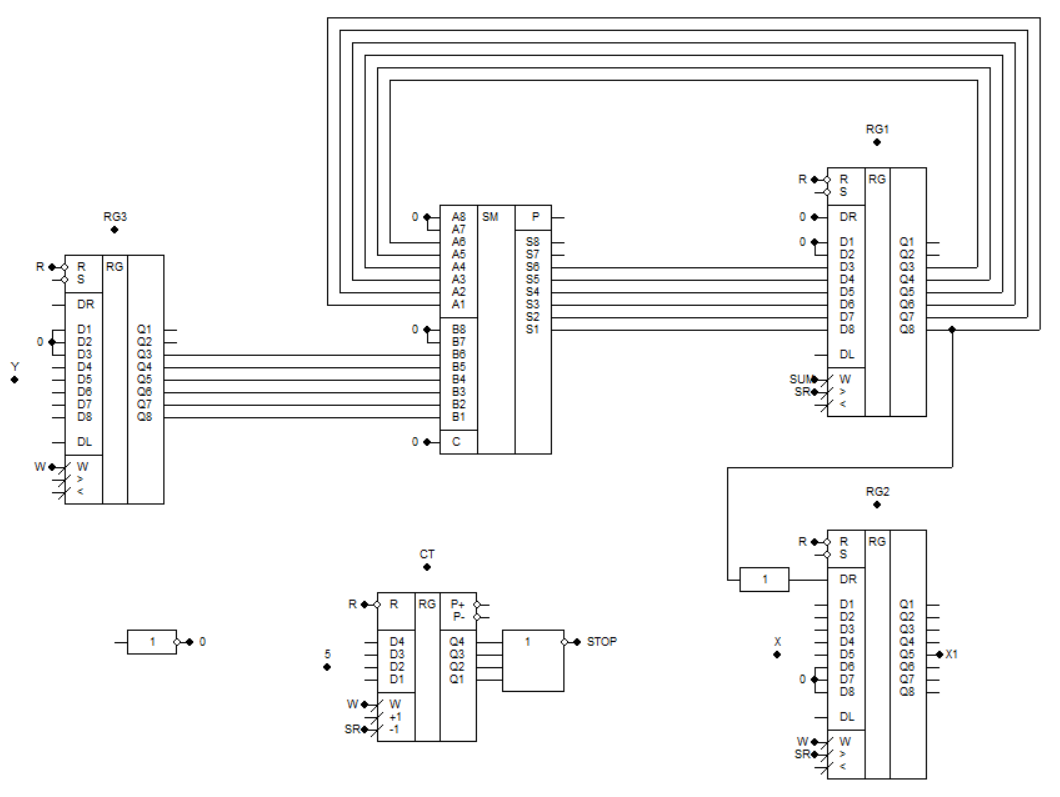 RG1
R R RG
S
DR
0 DR
0 D1 Q1
D2 Q2
D3 Q3
D4 Q4
D5 Q5
D6 Q6
D7 Q7
D8 Q8
DL
SUM W
SR >
<
0 A8 SM P
A7
A6 S8
A5 S7
A4 S6
A3 S5
A2 S4
A1 S3
S2
0 B8 S1
B7
B6
B5
B4
B3
B2
B1
0 C
RG3
R R RG
S
DR
D1 Q1
0 D2 Q2
D3 Q3
Y D4 Q4
D5 Q5
D6 Q6
D7 Q7
D8 Q8
DL
W W
>
<
RG2
R R RG
S
1 DR
D1 Q1
D2 Q2
D3 Q3
X D4 Q4
D5 Q5 X1
D6 Q6
0 D7 Q7
D8 Q8
DL
W W
SR >
<
CT
R R RG P+
P-
D4 Q4 1 STOP
5 D3 Q3
D2 Q2
D1 Q1
W W
+1
SR -1
1 0